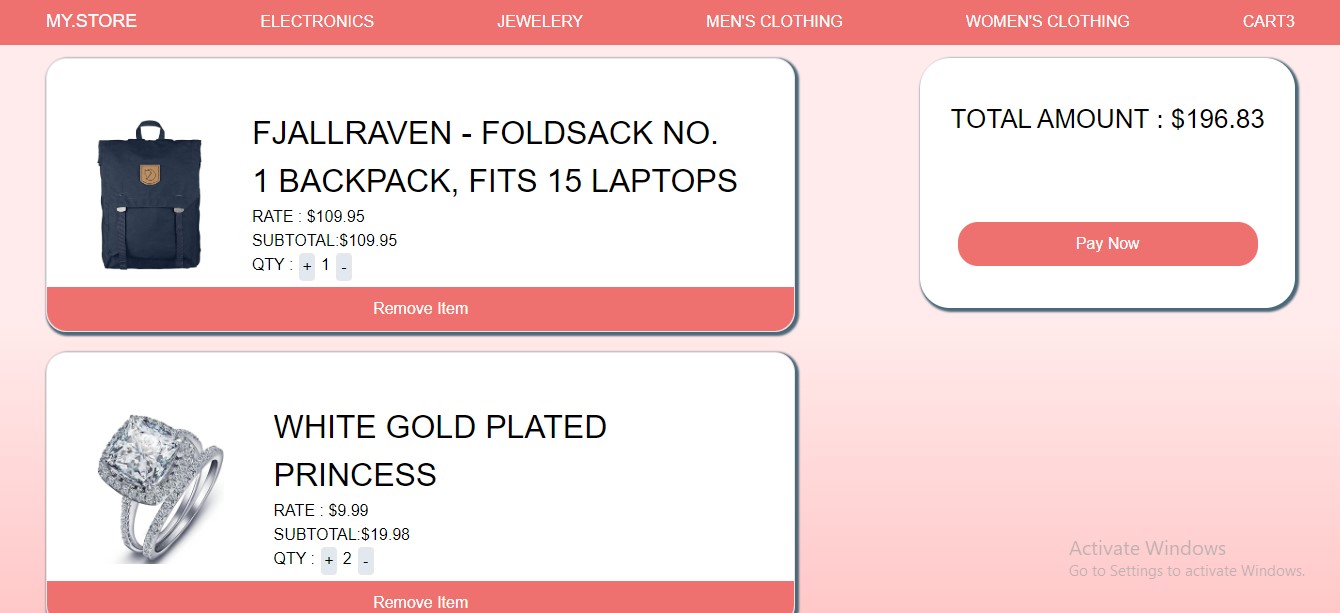 MY.STORE
ELECTRONICS
JEWELERY
MEN'S CLOTHING
WOMEN'S CLOTHING
CART3
FJALLRAVEN - FOLDSACK NO.
1 BACKPACK, FITS 15 LAPTOPS
RATE : $109.95
SUBTOTAL:$109.95
QTY : + 1 -
Remove Item
WHITE GOLD PLATED
PRINCESS
RATE : $9.99
SUBTOTAL:$19.98
QTY : + 2 -
Remove Item
TOTAL AMOUNT : $196.83
Pay Now
Activate Windows
Go to Settings to activate Windows.